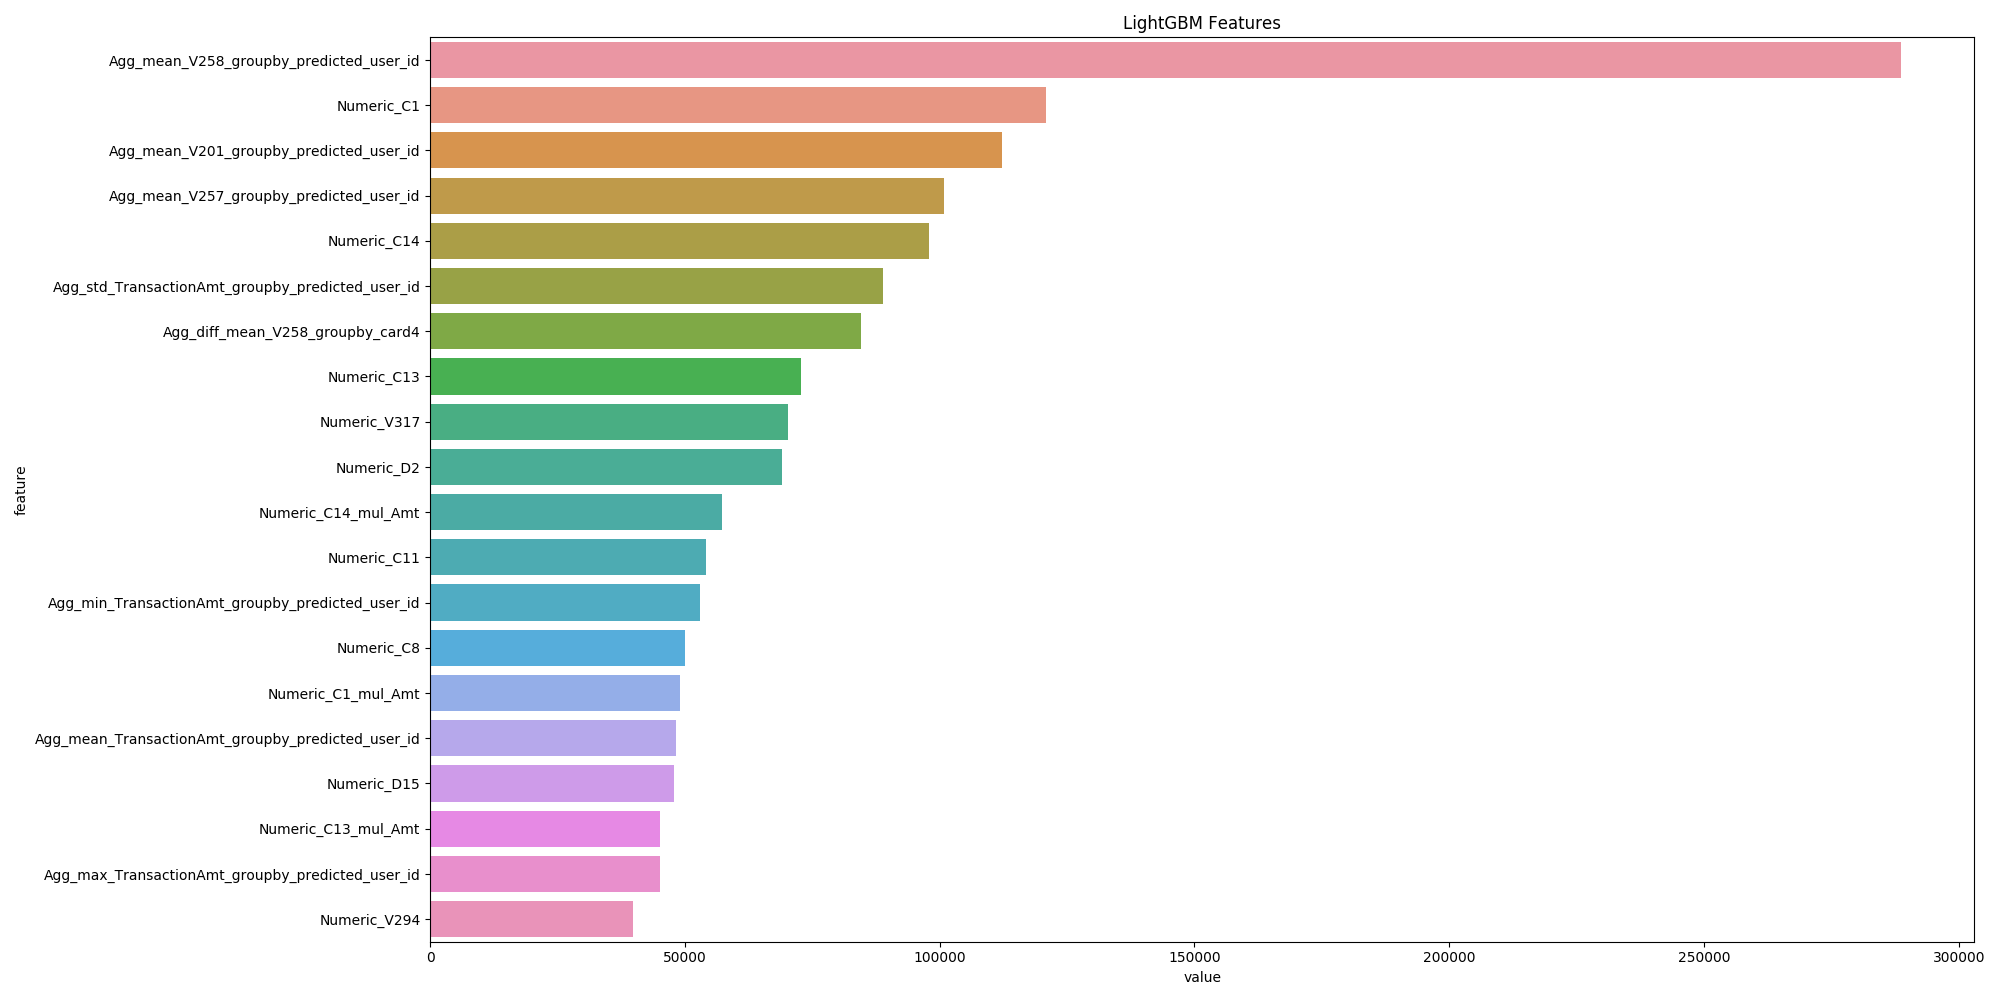 LightGBM Features
Agg_mean_V258_groupby_predicted_user_id
Numeric_C1
Agg_mean_V201_groupby_predicted_user_id
Agg_mean_V257_groupby_predicted_user_id
Numeric_C14
Agg_std_TransactionAmt_groupby_predicted_user_id
Agg_diff_mean_V258_groupby_card4
Numeric_C13
Numeric_V317
Numeric_D2
Numeric_C14_mul_Amt
Numeric_C11
Agg_min_TransactionAmt_groupby_predicted_user_id
Numeric_C8
Numeric_C1_mul_Amt
Agg_mean_TransactionAmt_groupby_predicted_user_id
Numeric_D15
Numeric_C13_mul_Amt
Agg_max_TransactionAmt_groupby_predicted_user_id
Numeric_V294
feature
0 50000 100000 150000 200000 250000 300000
value